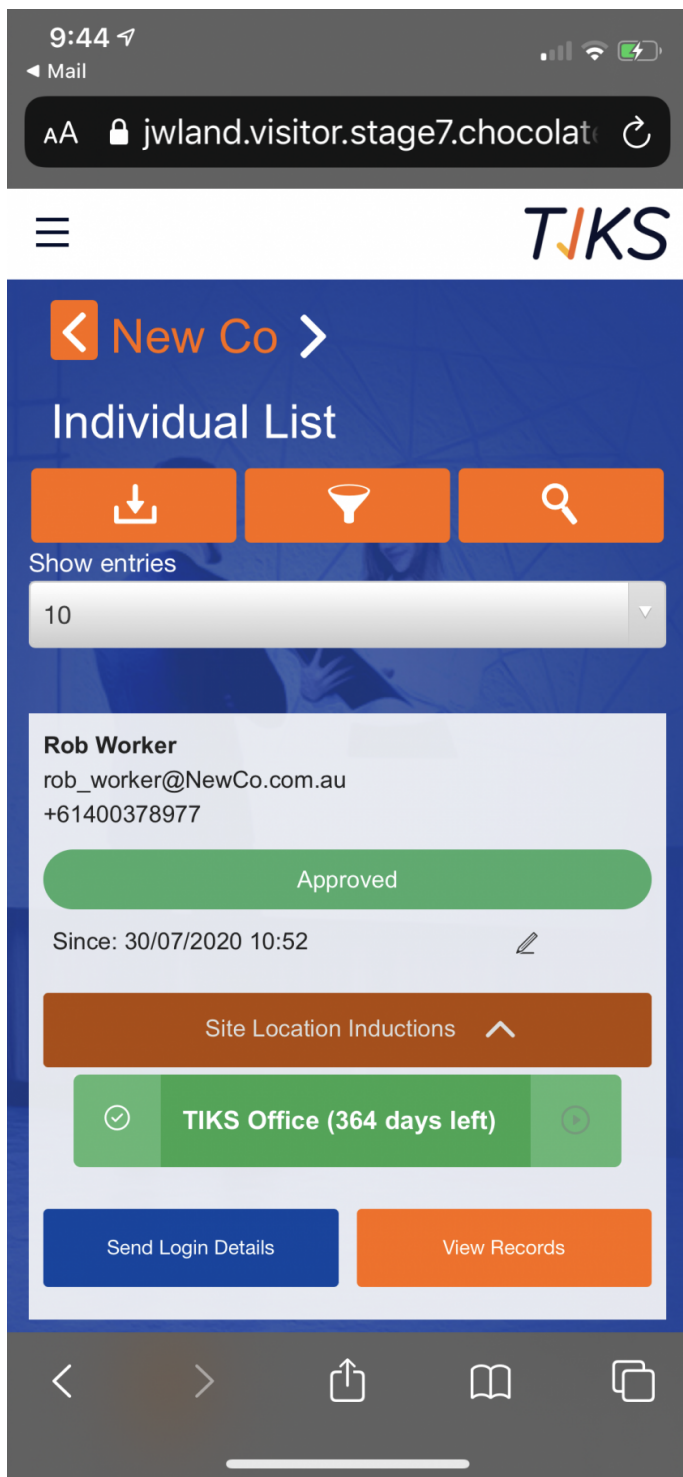 9:44
Mail
AA jwland.visitor.stage7.chocolat
TIKS
New Co
Individual List
Show entries
10
Rob Worker
rob_worker@NewCo.com.au
+61400378977
Approved
Since: 30/07/2020 10:52
Site Location Inductions
TIKS Office (364 days left)
Send Login Details
View Records